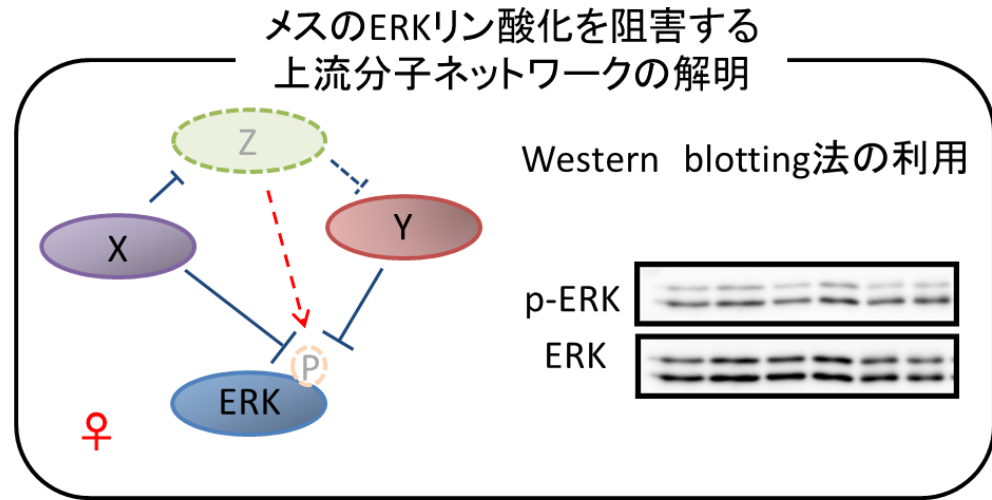 メスのERKリン酸化を阻害する
上流分子ネットワークの解明
Z
X
Y
P
ERK
♀
Western blotting法の利用
p-ERK
ERK